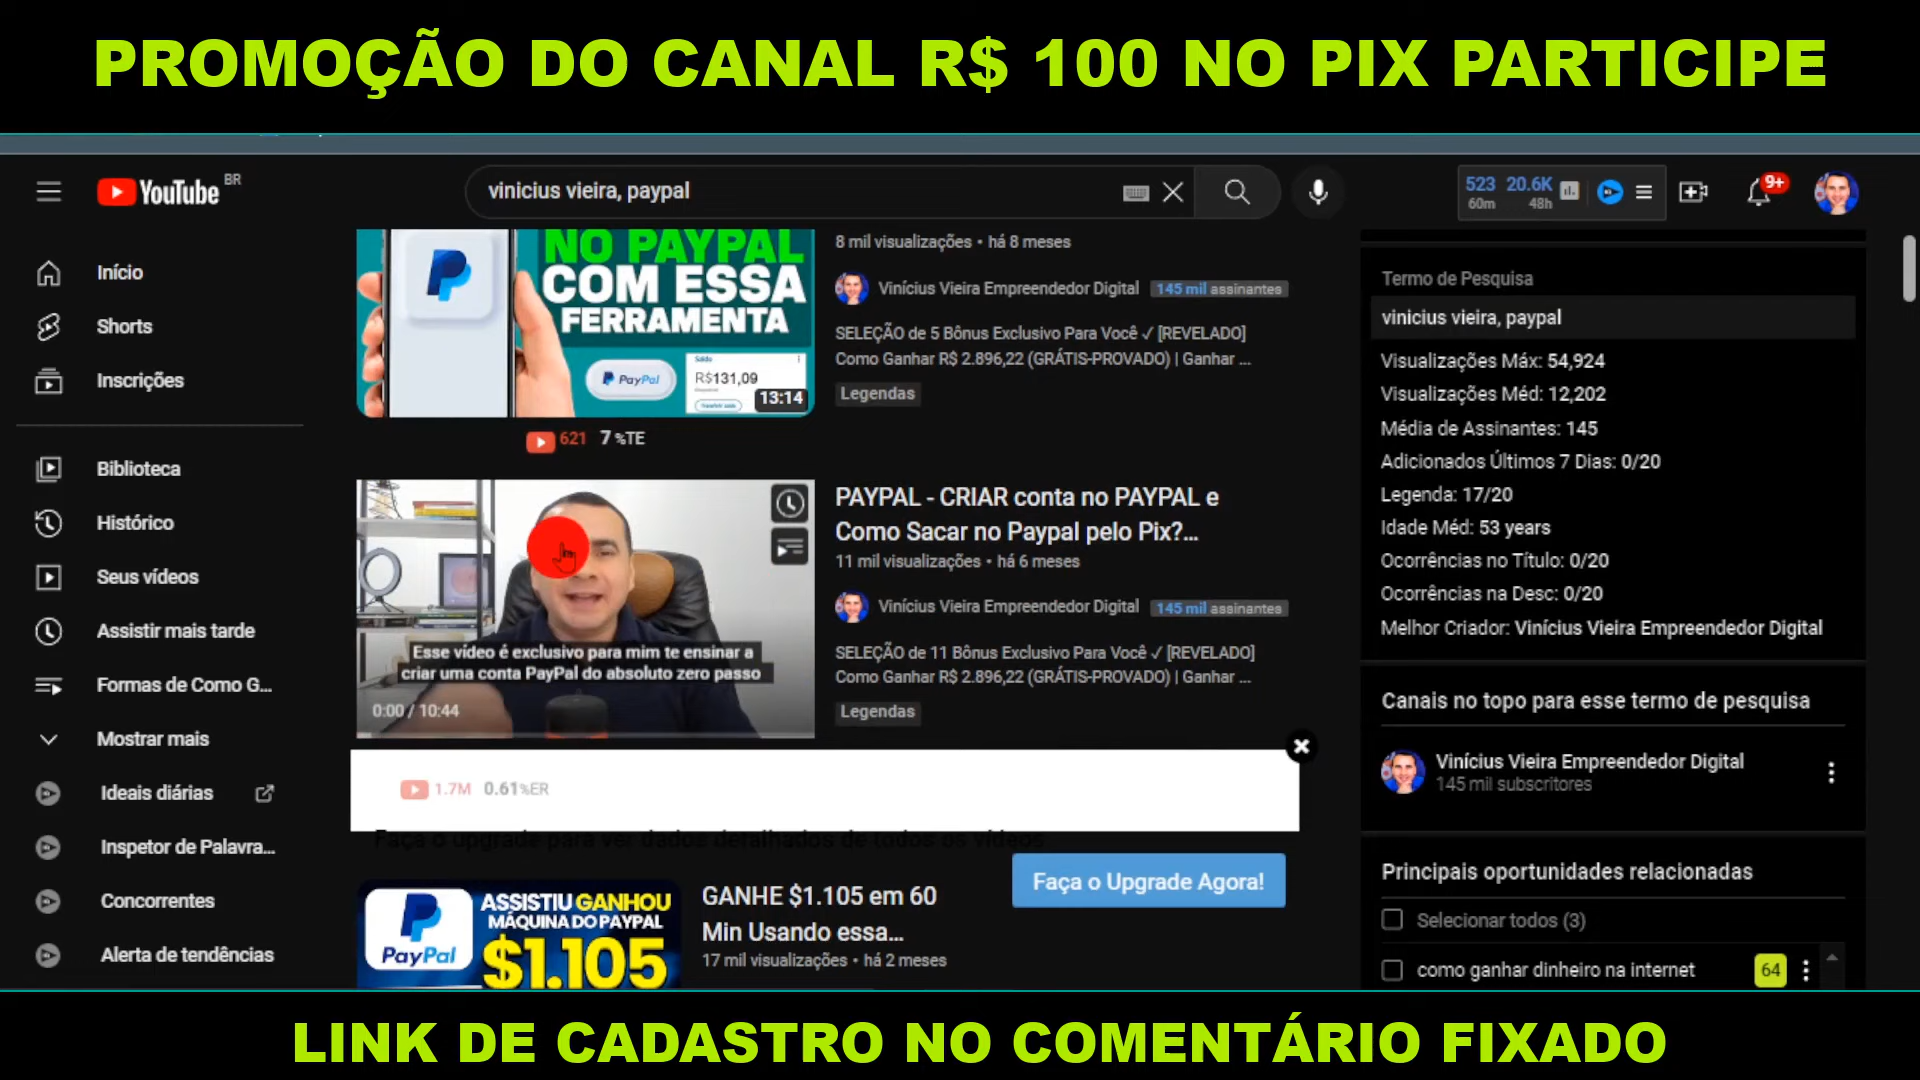 PROMOÇÃO DO CANAL R$ 100 NO PIX PARTICIPE
YouTube BR
vinicius vieira, paypal
523 20.6K
60m 48h
9+
Início
Shorts
Inscrições
Biblioteca
Histórico
Seus vídeos
Assistir mais tarde
Formas de Como G...
Mostrar mais
Ideais diárias
Inspetor de Palavra...
Concorrentes
Alerta de tendências
NO PAYPAL
COM ESSA
FERRAMENTA
PayPal
Saldo
R$131,09
13:14
621 7 %TE
8 mil visualizações • há 8 meses
Vinícius Vieira Empreendedor Digital 145 mil assinantes
SELEÇÃO de 5 Bônus Exclusivo Para Você ✓ [REVELADO]
Como Ganhar R$ 2.896,22 (GRÁTIS-PROVADO) | Ganhar ...
Legendas
Esse vídeo é exclusivo para mim te ensinar a
criar uma conta PayPal do absoluto zero passo
0:00 / 10:44
PAYPAL - CRIAR conta no PAYPAL e
Como Sacar no Paypal pelo Pix?...
11 mil visualizações • há 6 meses
Vinícius Vieira Empreendedor Digital 145 mil assinantes
SELEÇÃO de 11 Bônus Exclusivo Para Você ✓ [REVELADO]
Como Ganhar R$ 2.896,22 (GRÁTIS-PROVADO) | Ganhar ...
Legendas
1.7M 0.61%ER
Faça o upgrade para ver dados detalhados de todos os vídeos
Faça o Upgrade Agora!
PayPal
ASSISTIU GANHOU
MÁQUINA DO PAYPAL
$1.105
GANHE $1.105 em 60
Min Usando essa...
17 mil visualizações • há 2 meses
Termo de Pesquisa
vinicius vieira, paypal
Visualizações Máx: 54,924
Visualizações Méd: 12,202
Média de Assinantes: 145
Adicionados Últimos 7 Dias: 0/20
Legenda: 17/20
Idade Méd: 53 years
Ocorrências no Título: 0/20
Ocorrências na Desc: 0/20
Melhor Criador: Vinícius Vieira Empreendedor Digital
Canais no topo para esse termo de pesquisa
Vinícius Vieira Empreendedor Digital
145 mil subscritores
Principais oportunidades relacionadas
Selecionar todos (3)
como ganhar dinheiro na internet 64
LINK DE CADASTRO NO COMENTÁRIO FIXADO